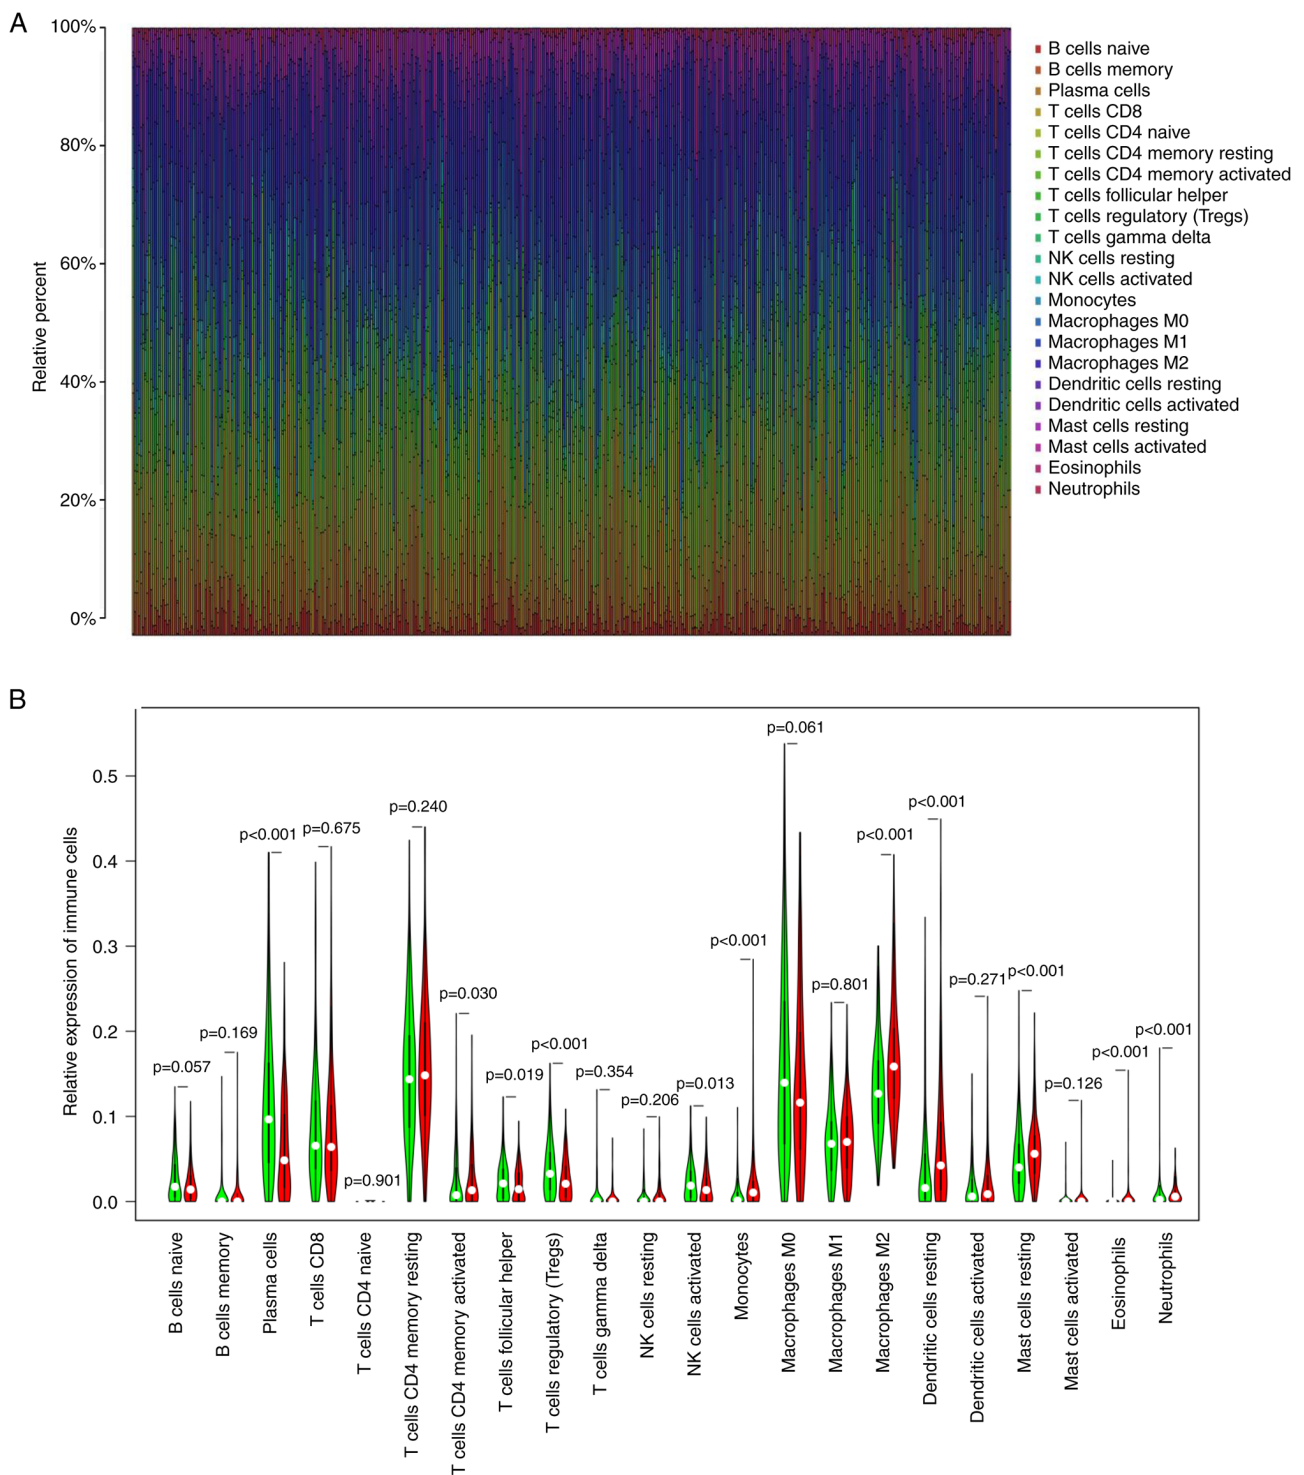 A
100%
80%
60%
40%
20%
0%
Relative percent
B cells naive
B cells memory
Plasma cells
T cells CD8
T cells CD4 naive
T cells CD4 memory resting
T cells CD4 memory activated
T cells follicular helper
T cells regulatory (Tregs)
T cells gamma delta
NK cells resting
NK cells activated
Monocytes
Macrophages M0
Macrophages M1
Macrophages M2
Dendritic cells resting
Dendritic cells activated
Mast cells resting
Mast cells activated
Eosinophils
Neutrophils
B
Relative expression of immune cells
0.5
0.4
0.3
0.2
0.1
0.0
p=0.057
p=0.169
p<0.001
p=0.675
p=0.901
p=0.240
p=0.030
p=0.019
p<0.001
p=0.354
p=0.206
p=0.013
p<0.001
p=0.061
p=0.801
p<0.001
p<0.001
p=0.271
p<0.001
p=0.126
p<0.001
p<0.001
B cells naive
B cells memory
Plasma cells
T cells CD8
T cells CD4 naive
T cells CD4 memory resting
T cells CD4 memory activated
T cells follicular helper
T cells regulatory (Tregs)
T cells gamma delta
NK cells resting
NK cells activated
Monocytes
Macrophages M0
Macrophages M1
Macrophages M2
Dendritic cells resting
Dendritic cells activated
Mast cells resting
Mast cells activated
Eosinophils
Neutrophils